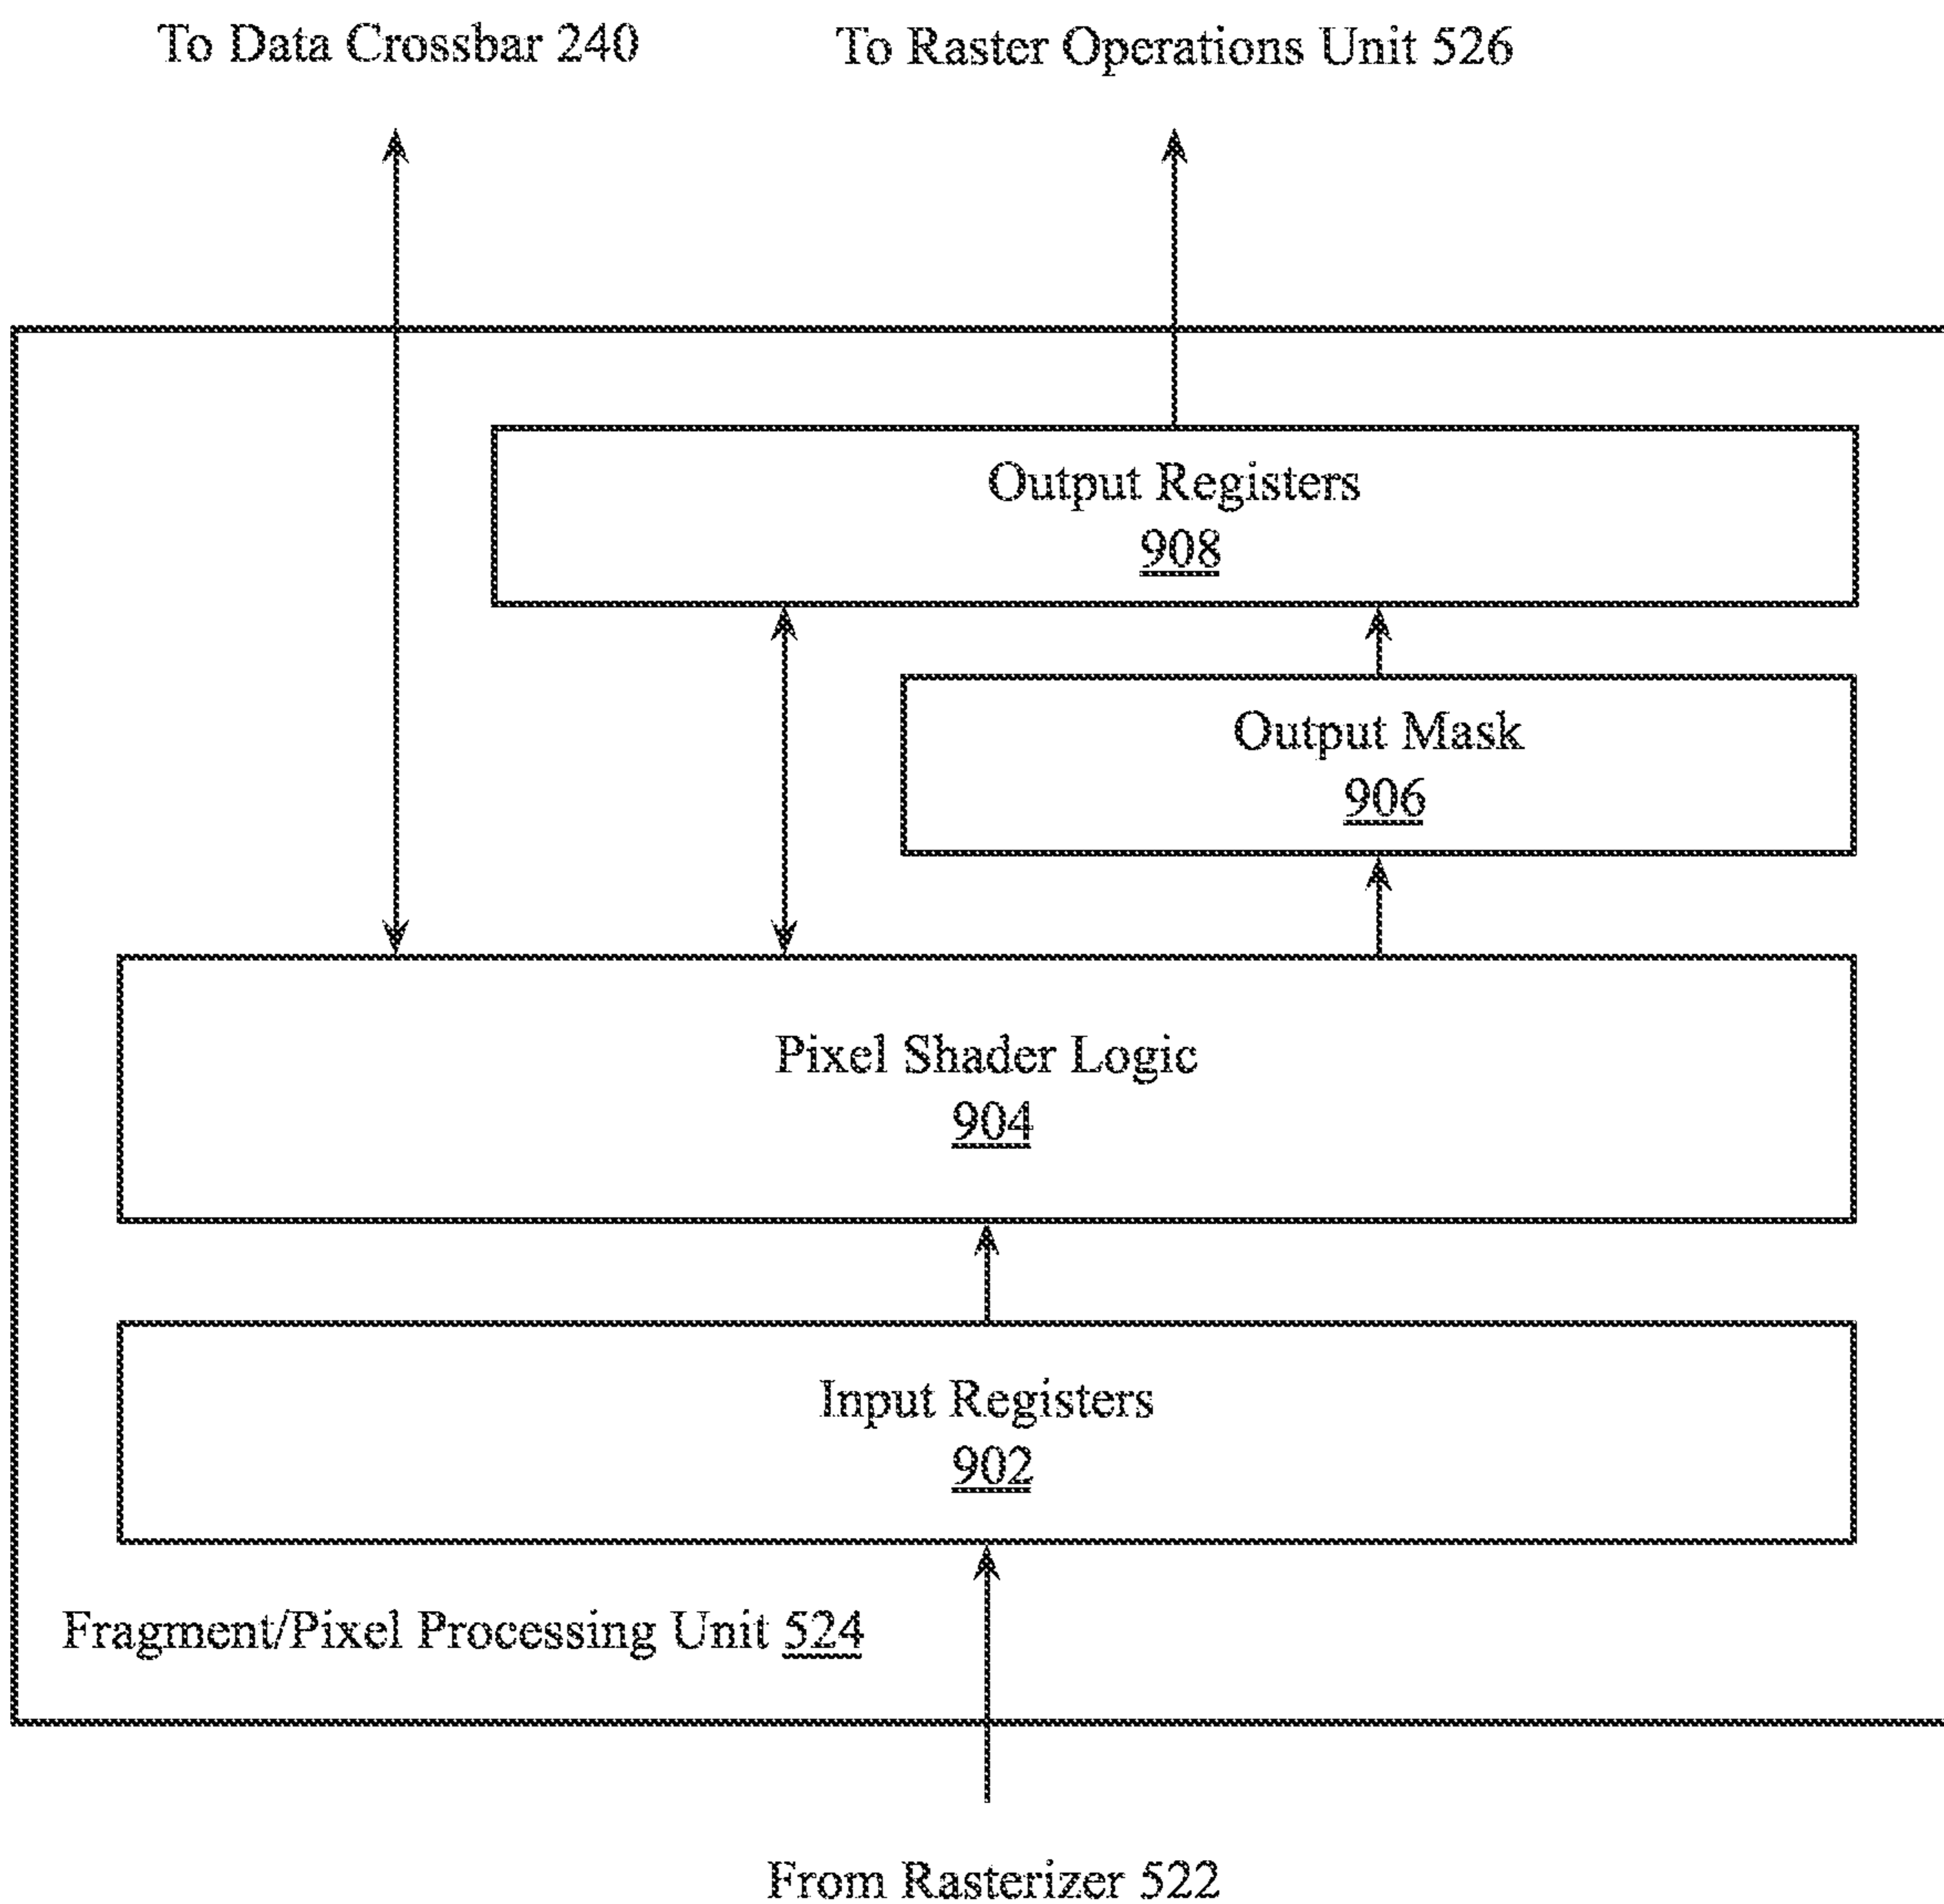 To Data Crossbar 240
To Raster Operations Unit 526
Output Registers
908
Output Mask
906
Pixel Shader Logic
904
Input Registers
902
Fragment/Pixel Processing Unit 524
From Rasterizer 522